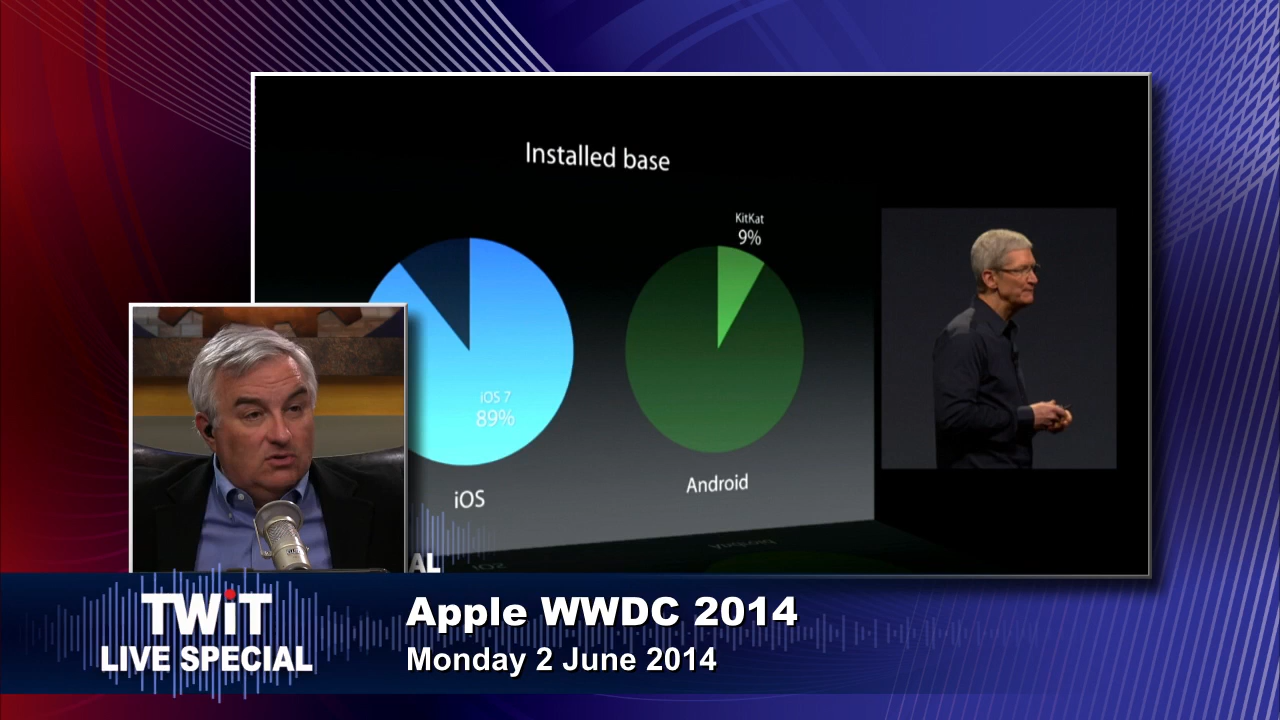 Installed base
KitKat
9%
iOS 7
89%
iOS
Android
AL
TWiT
LIVE SPECIAL
Apple WWDC 2014
Monday 2 June 2014